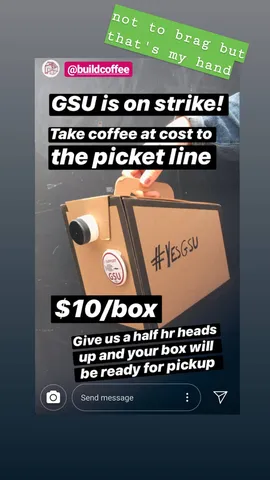 not to brag but
that's my hand
@buildcoffee
GSU is on strike!
Take coffee at cost to
the picket line
#YESGSU
GSU
$10/box
Give us a half hr heads
up and your box will
be ready for pickup
Send message